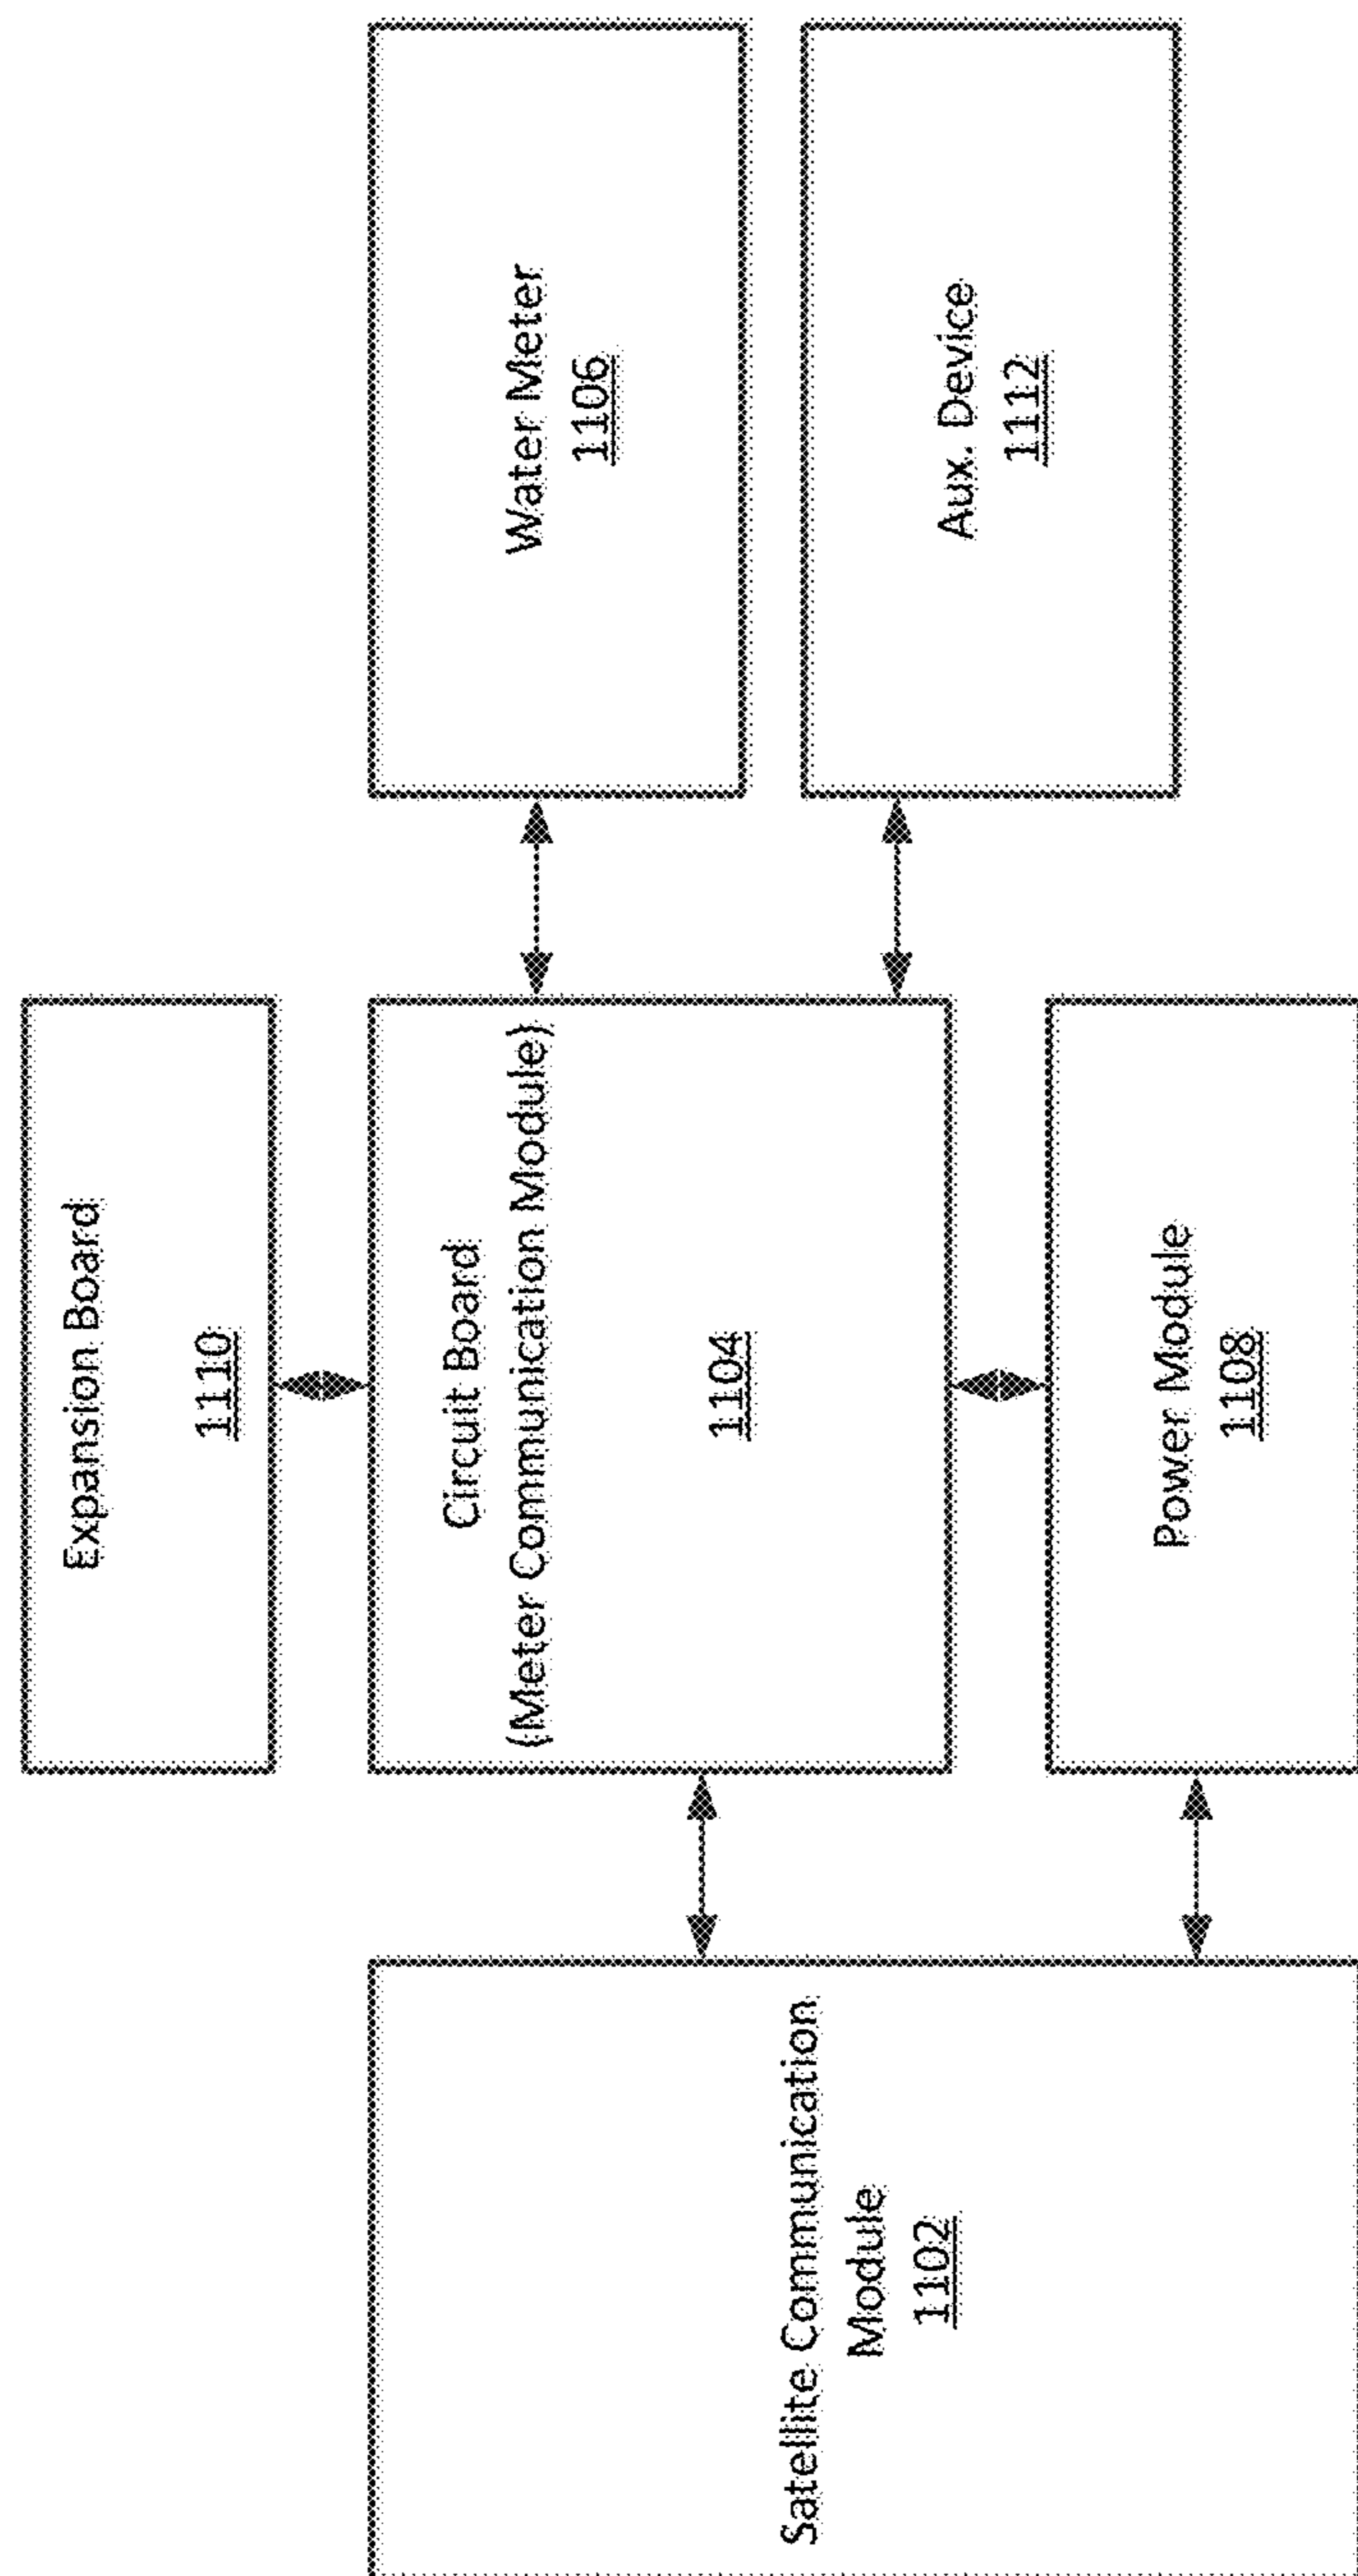 Expansion Board
1110
Satellite Communication
Module
1102
Circuit Board
(Meter Communication Module)
1104
Water Meter
1106
Power Module
1108
Aux. Device
1112